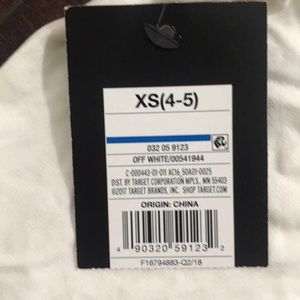 XS(4-5)
032 05 9123
OFF WHITE/00541944
C-000443-01-011 AC16_50A01-0025
DIST. BY TARGET CORPORATION MPLS., MN 55403
©2017 TARGET BRANDS, INC. SHOP TARGET.COM
ORIGIN: CHINA
4 90320 59123 2
F16794883-Q2/18